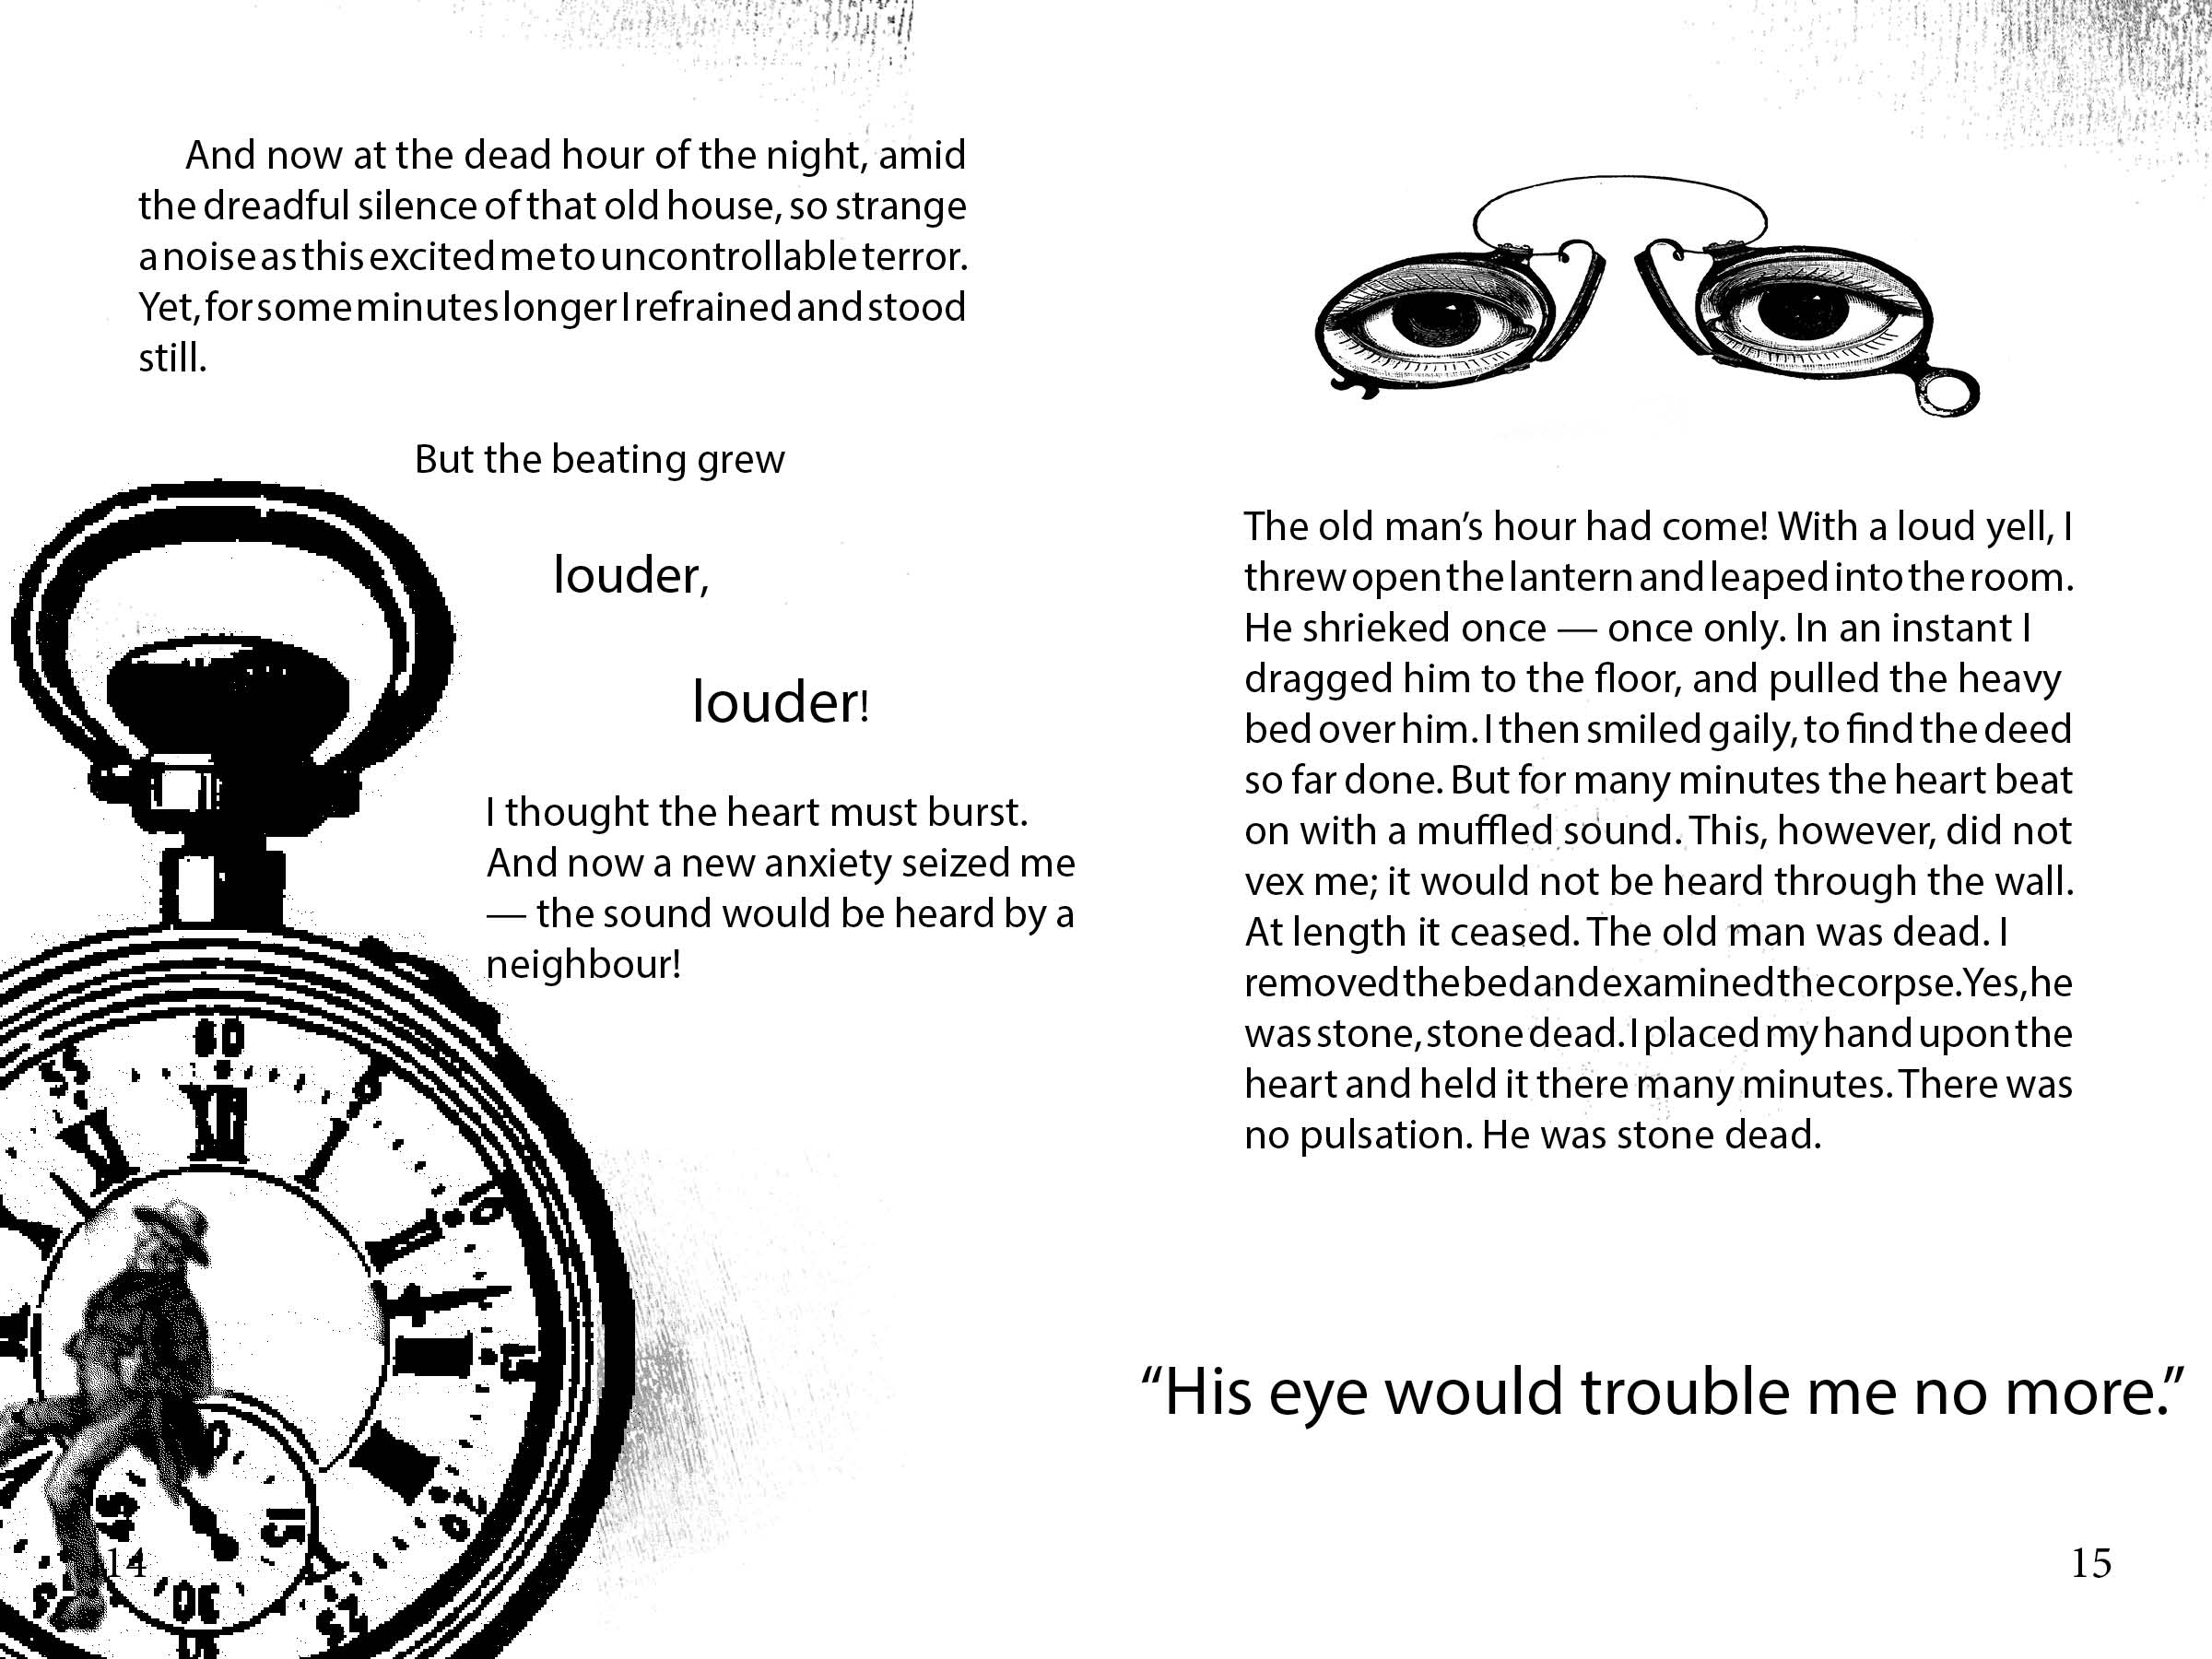 And now at the dead hour of the night, amid
the dreadful silence of that old house, so strange
a noise as this excited me to uncontrollable terror.
Yet, for some minutes longer I refrained and stood
still.
But the beating grew
louder,
louder!
I thought the heart must burst.
And now a new anxiety seized me
— the sound would be heard by a
neighbour!
60
55
XII
I
15
20
25
30
15
14
The old man’s hour had come! With a loud yell, I
threw open the lantern and leaped into the room.
He shrieked once — once only. In an instant I
dragged him to the floor, and pulled the heavy
bed over him. I then smiled gaily, to find the deed
so far done. But for many minutes the heart beat
on with a muffled sound. This, however, did not
vex me; it would not be heard through the wall.
At length it ceased. The old man was dead. I
removed the bed and examined the corpse. Yes, he
was stone, stone dead. I placed my hand upon the
heart and held it there many minutes. There was
no pulsation. He was stone dead.
“His eye would trouble me no more.”
15